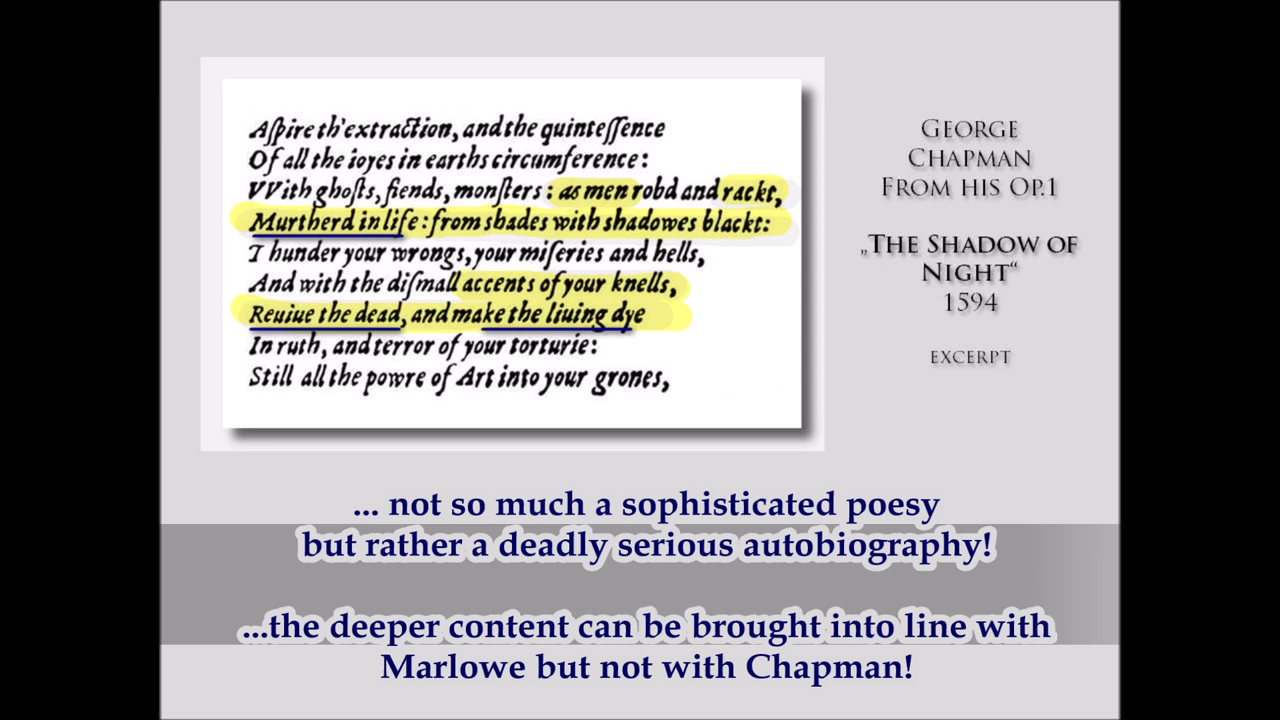 Aſpire th'extraction, and the quinteſſence
Of all the ioyes in earths circumference:
VVith ghoſts, fiends, monſters: as men robd and rackt,
Murtherd in life: from shades with shadowes blackt:
Thunder your wrongs, your miſeries and hells,
And with the diſmall accents of your knells,
Reuiue the dead, and make the liuing dye
In ruth, and terror of your torturie:
Still all the powre of Art into your grones,
George
Chapman
From his Op.1
„The Shadow of
Night“
1594
excerpt
... not so much a sophisticated poesy
but rather a deadly serious autobiography!
...the deeper content can be brought into line with
Marlowe but not with Chapman!